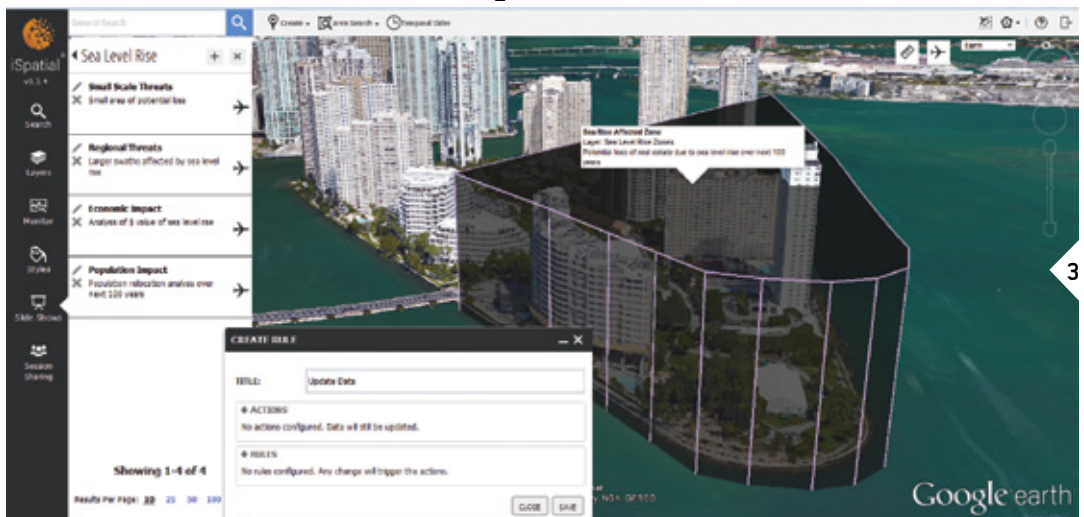 General Search
Create
Area Search
Temporal Slider
iSpatial
v3.1.4
Search
Layers
Monitor
Styles
Slide Shows
Session
Sharing
Sea Level Rise
Small Scale Threats
Small area of potential loss
Regional Threats
Larger swaths affected by sea level
rise
Economic Impact
Analysis of $ value of sea level rise
Population Impact
Population relocation analysis over
next 100 years
Showing 1-4 of 4
Results Per Page: 10 25 50 100
Earth
Sea Rise Affected Zone
Layer: Sea Level Rise Zones
Potential loss of real estate due to sea level rise over next 100
years
3
CREATE RULE
TITLE: Update Data
ACTIONS
No actions configured. Data will still be updated.
RULES
No rules configured. Any change will trigger the actions.
CLOSE SAVE
Google earth